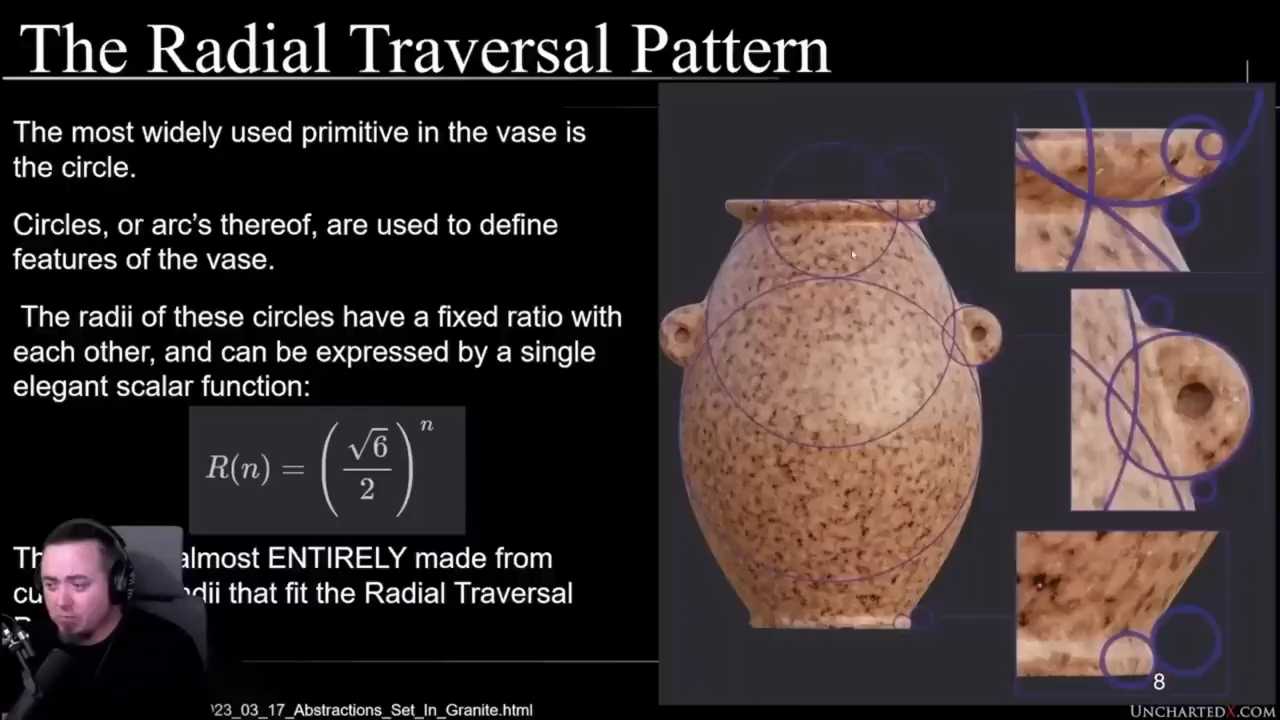 The Radial Traversal Pattern
The most widely used primitive in the vase is
the circle.
Circles, or arc's thereof, are used to define
features of the vase.
The radii of these circles have a fixed ratio with
each other, and can be expressed by a single
elegant scalar function:
R(n) = (√6/2)^n
almost ENTIRELY made from
that fit the Radial Traversal
23_03_17_Abstractions_Set_In_Granite.html
8
UNCHARTEDX.COM